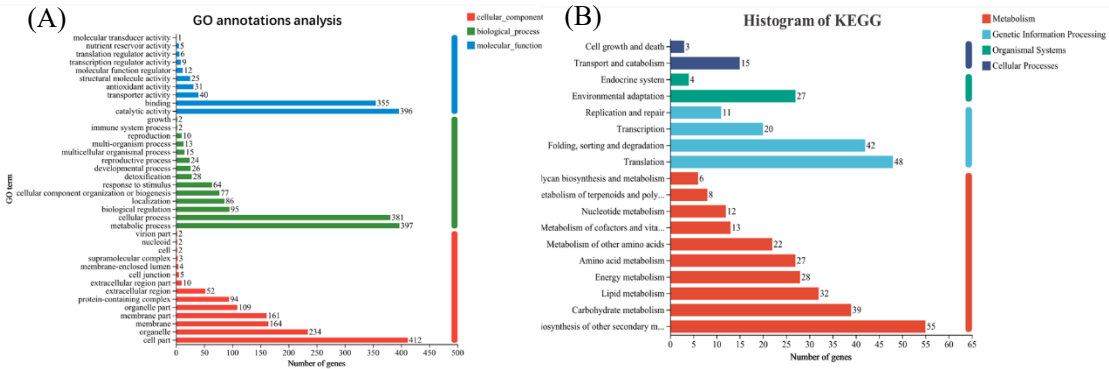 (A)
GO annotations analysis
cellular_component
biological_process
molecular_function
molecular transducer activity 1
nutrient reservoir activity 5
translation regulator activity 6
transcription regulator activity 9
molecular function regulator 12
structural molecule activity 25
antioxidant activity 31
transporter activity 40
binding 355
catalytic activity 396
growth 2
immune system process 2
reproduction 10
multi-organism process 13
multicellular organismal process 15
reproductive process 24
developmental process 26
detoxification 28
response to stimulus 64
cellular component organization or biogenesis 77
localization 86
biological regulation 95
cellular process 381
metabolic process 397
virion part 2
nucleoid 2
cell 2
supramolecular complex 3
membrane-enclosed lumen 4
cell junction 5
extracellular region part 10
extracellular region 52
protein-containing complex 94
organelle part 109
membrane part 161
membrane 164
organelle 234
cell part 412
GO term
0 50 100 150 200 250 300 350 400 450 500
Number of genes
(B)
Histogram of KEGG
Metabolism
Genetic Information Processing
Organismal Systems
Cellular Processes
Cell growth and death 3
Transport and catabolism 15
Endocrine system 4
Environmental adaptation 27
Replication and repair 11
Transcription 20
Folding, sorting and degradation 42
Translation 48
lycan biosynthesis and metabolism 6
etabolism of terpenoids and poly... 8
Nucleotide metabolism 12
Metabolism of cofactors and vita... 13
Metabolism of other amino acids 22
Amino acid metabolism 27
Energy metabolism 28
Lipid metabolism 32
Carbohydrate metabolism 39
iosynthesis of other secondary m... 55
0 5 10 15 20 25 30 35 40 45 50 55 60 65
Number of genes